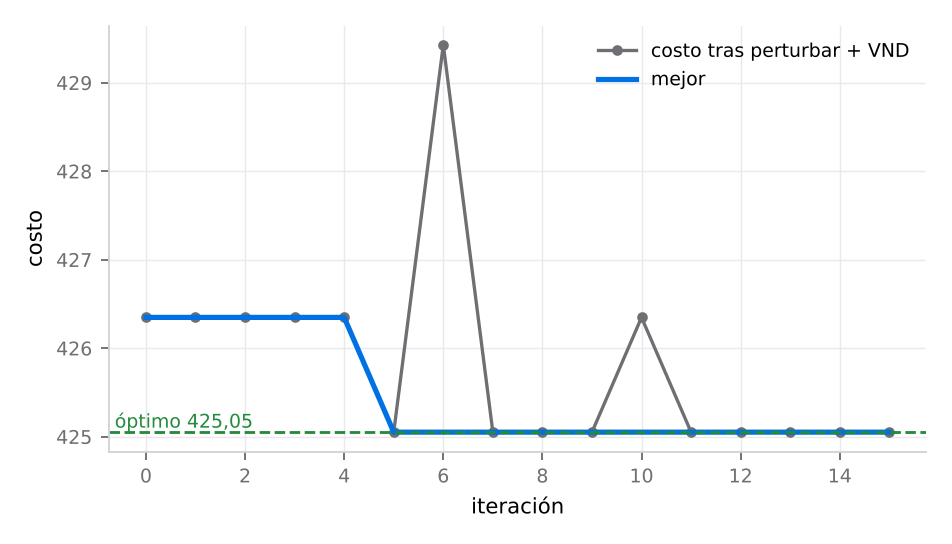 costo tras perturbar + VND
mejor
429
428
427
426
425
costo
óptimo 425,05
0 2 4 6 8 10 12 14
iteración